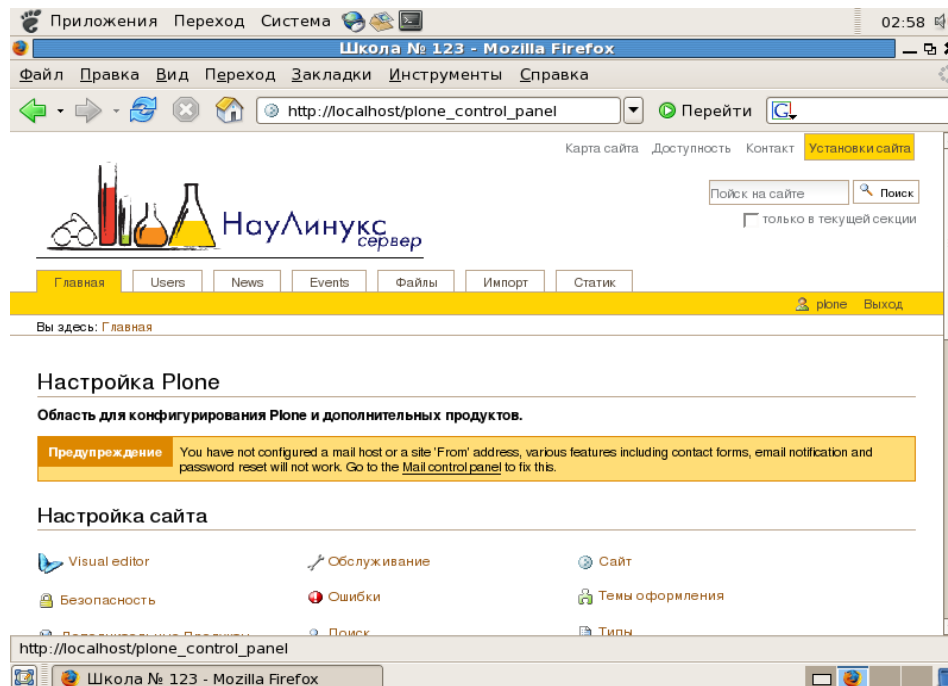 Приложения Переход Система 02:58
Школа № 123 - Mozilla Firefox
Файл Правка Вид Переход Закладки Инструменты Справка
http://localhost/plone_control_panel Перейти G
Карта сайта Доступность Контакт Установки сайта
Поиск на сайте Поиск
только в текущей секции
НауЛинукс
сервер
Главная Users News Events Файлы Импорт Статик
plone Выход
Вы здесь: Главная
Настройка Plone
Область для конфигурирования Plone и дополнительных продуктов.
Предупреждение You have not configured a mail host or a site 'From' address, various features including contact forms, email notification and
password reset will not work. Go to the Mail control panel to fix this.
Настройка сайта
Visual editor Обслуживание Сайт
Безопасность Ошибки Темы оформления
Дополнительные Продукты Поиск Типы
http://localhost/plone_control_panel
Школа № 123 - Mozilla Firefox